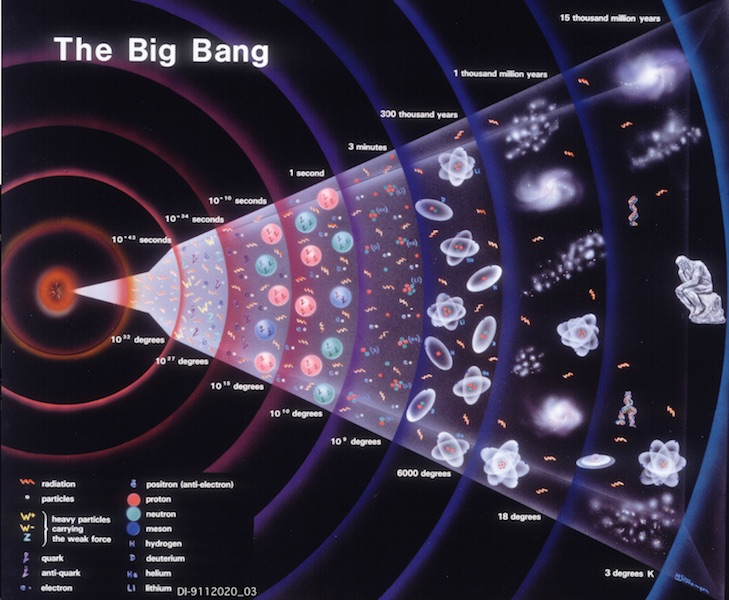 The Big Bang
15 thousand million years
1 thousand million years
300 thousand years
3 minutes
1 second
10⁻¹⁰ seconds
10⁻³⁴ seconds
10⁻⁴³ seconds
10³² degrees
10²⁷ degrees
10¹⁵ degrees
10¹⁰ degrees
10⁹ degrees
6000 degrees
18 degrees
3 degrees K
radiation
particles
W+
W-
Z
heavy particles
carrying
the weak force
quark
anti-quark
e- electron
positron (anti-electron)
proton
neutron
meson
H hydrogen
D deuterium
He helium
Li lithium
DI-9112020_03